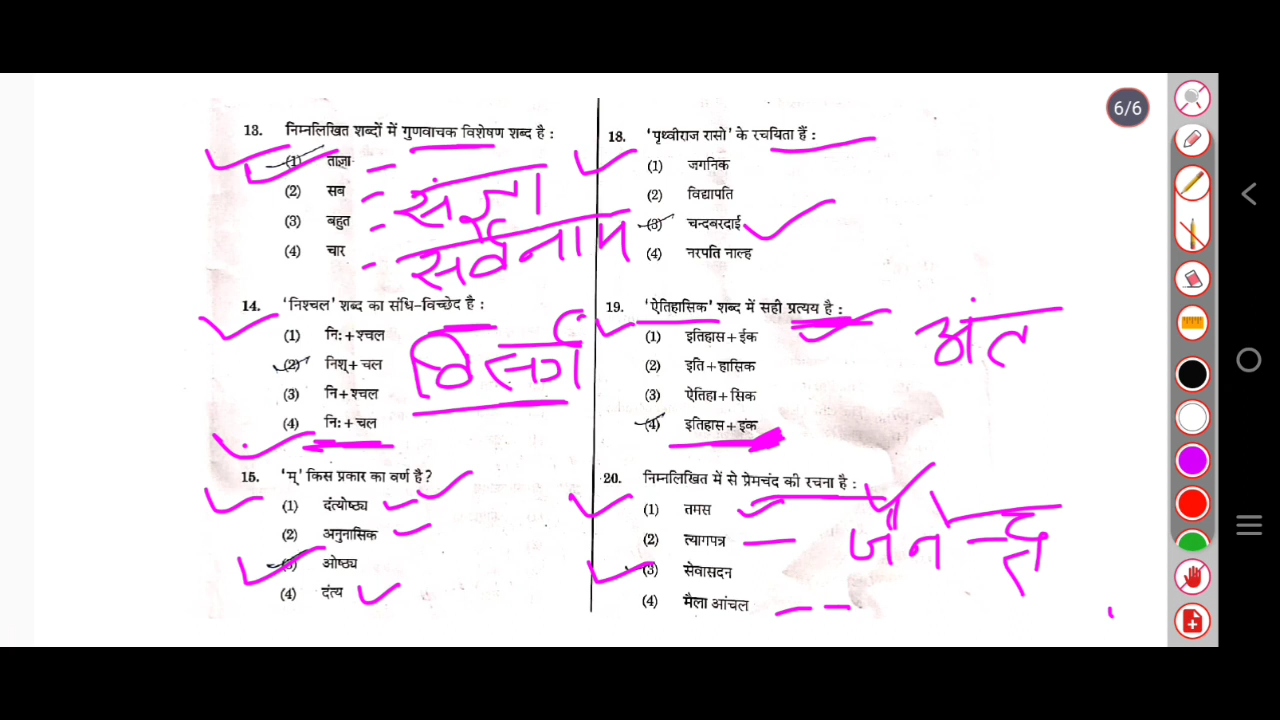 6/6
13. निम्नलिखित शब्दों में गुणवाचक विशेषण शब्द है :
(1) ताज़ा
(2) सब
(3) बहुत
(4) चार
संज्ञा
सर्वनाम
14. 'निश्चल' शब्द का संधि-विच्छेद है :
(1) नि: + श्चल
(2) निश् + चल
(3) नि + श्चल
(4) नि: + चल
विसर्ग
15. 'म्' किस प्रकार का वर्ण है ?
(1) दंत्योष्ठ्य
(2) अनुनासिक
(3) ओष्ठ्य
(4) दंत्य
18. 'पृथ्वीराज रासो' के रचयिता हैं :
(1) जगनिक
(2) विद्यापति
(3) चन्दबरदाई
(4) नरपति नाल्ह
19. 'ऐतिहासिक' शब्द में सही प्रत्यय है :
(1) इतिहास + ईक
(2) इति + हासिक
(3) ऐतिहा + सिक
(4) इतिहास + इक
अंत
20. निम्नलिखित में से प्रेमचंद की रचना है :
(1) तमस
(2) त्यागपत्र
(3) सेवासदन
(4) मैला आंचल